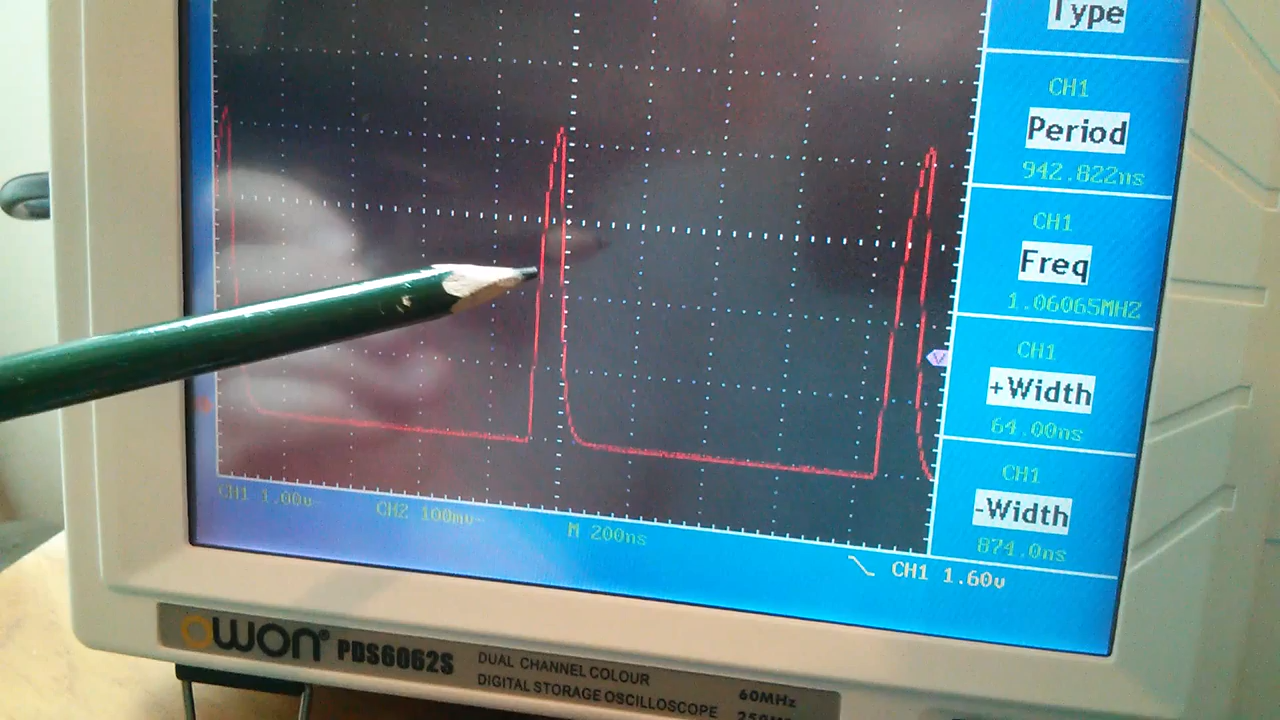 Type
CH1
Period
942.822ns
CH1
Freq
1.06065MHz
CH1
+Width
64.00ns
CH1
-Width
874.0ns
CH1 1.00v~
CH2 100mv~
M 200ns
CH1 1.60v
owon® PDS6062S
DUAL CHANNEL COLOUR
DIGITAL STORAGE OSCILLOSCOPE
60MHz